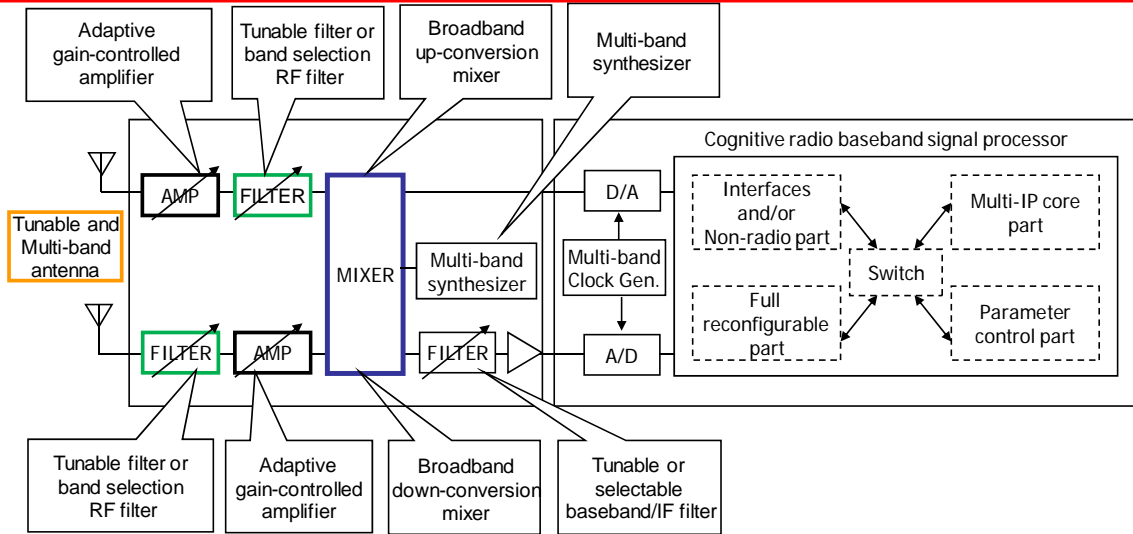 Adaptive
gain-controlled
amplifier
Tunable filter or
band selection
RF filter
Broadband
up-conversion
mixer
Multi-band
synthesizer
Cognitive radio baseband signal processor
AMP
FILTER
D/A
Interfaces
and/or
Non-radio part
Multi-IP core
part
Tunable and
Multi-band
antenna
MIXER
Multi-band
synthesizer
Multi-band
Clock Gen.
Switch
Full
reconfigurable
part
Parameter
control part
FILTER
AMP
FILTER
A/D
Tunable filter or
band selection
RF filter
Adaptive
gain-controlled
amplifier
Broadband
down-conversion
mixer
Tunable or
selectable
baseband/IF filter